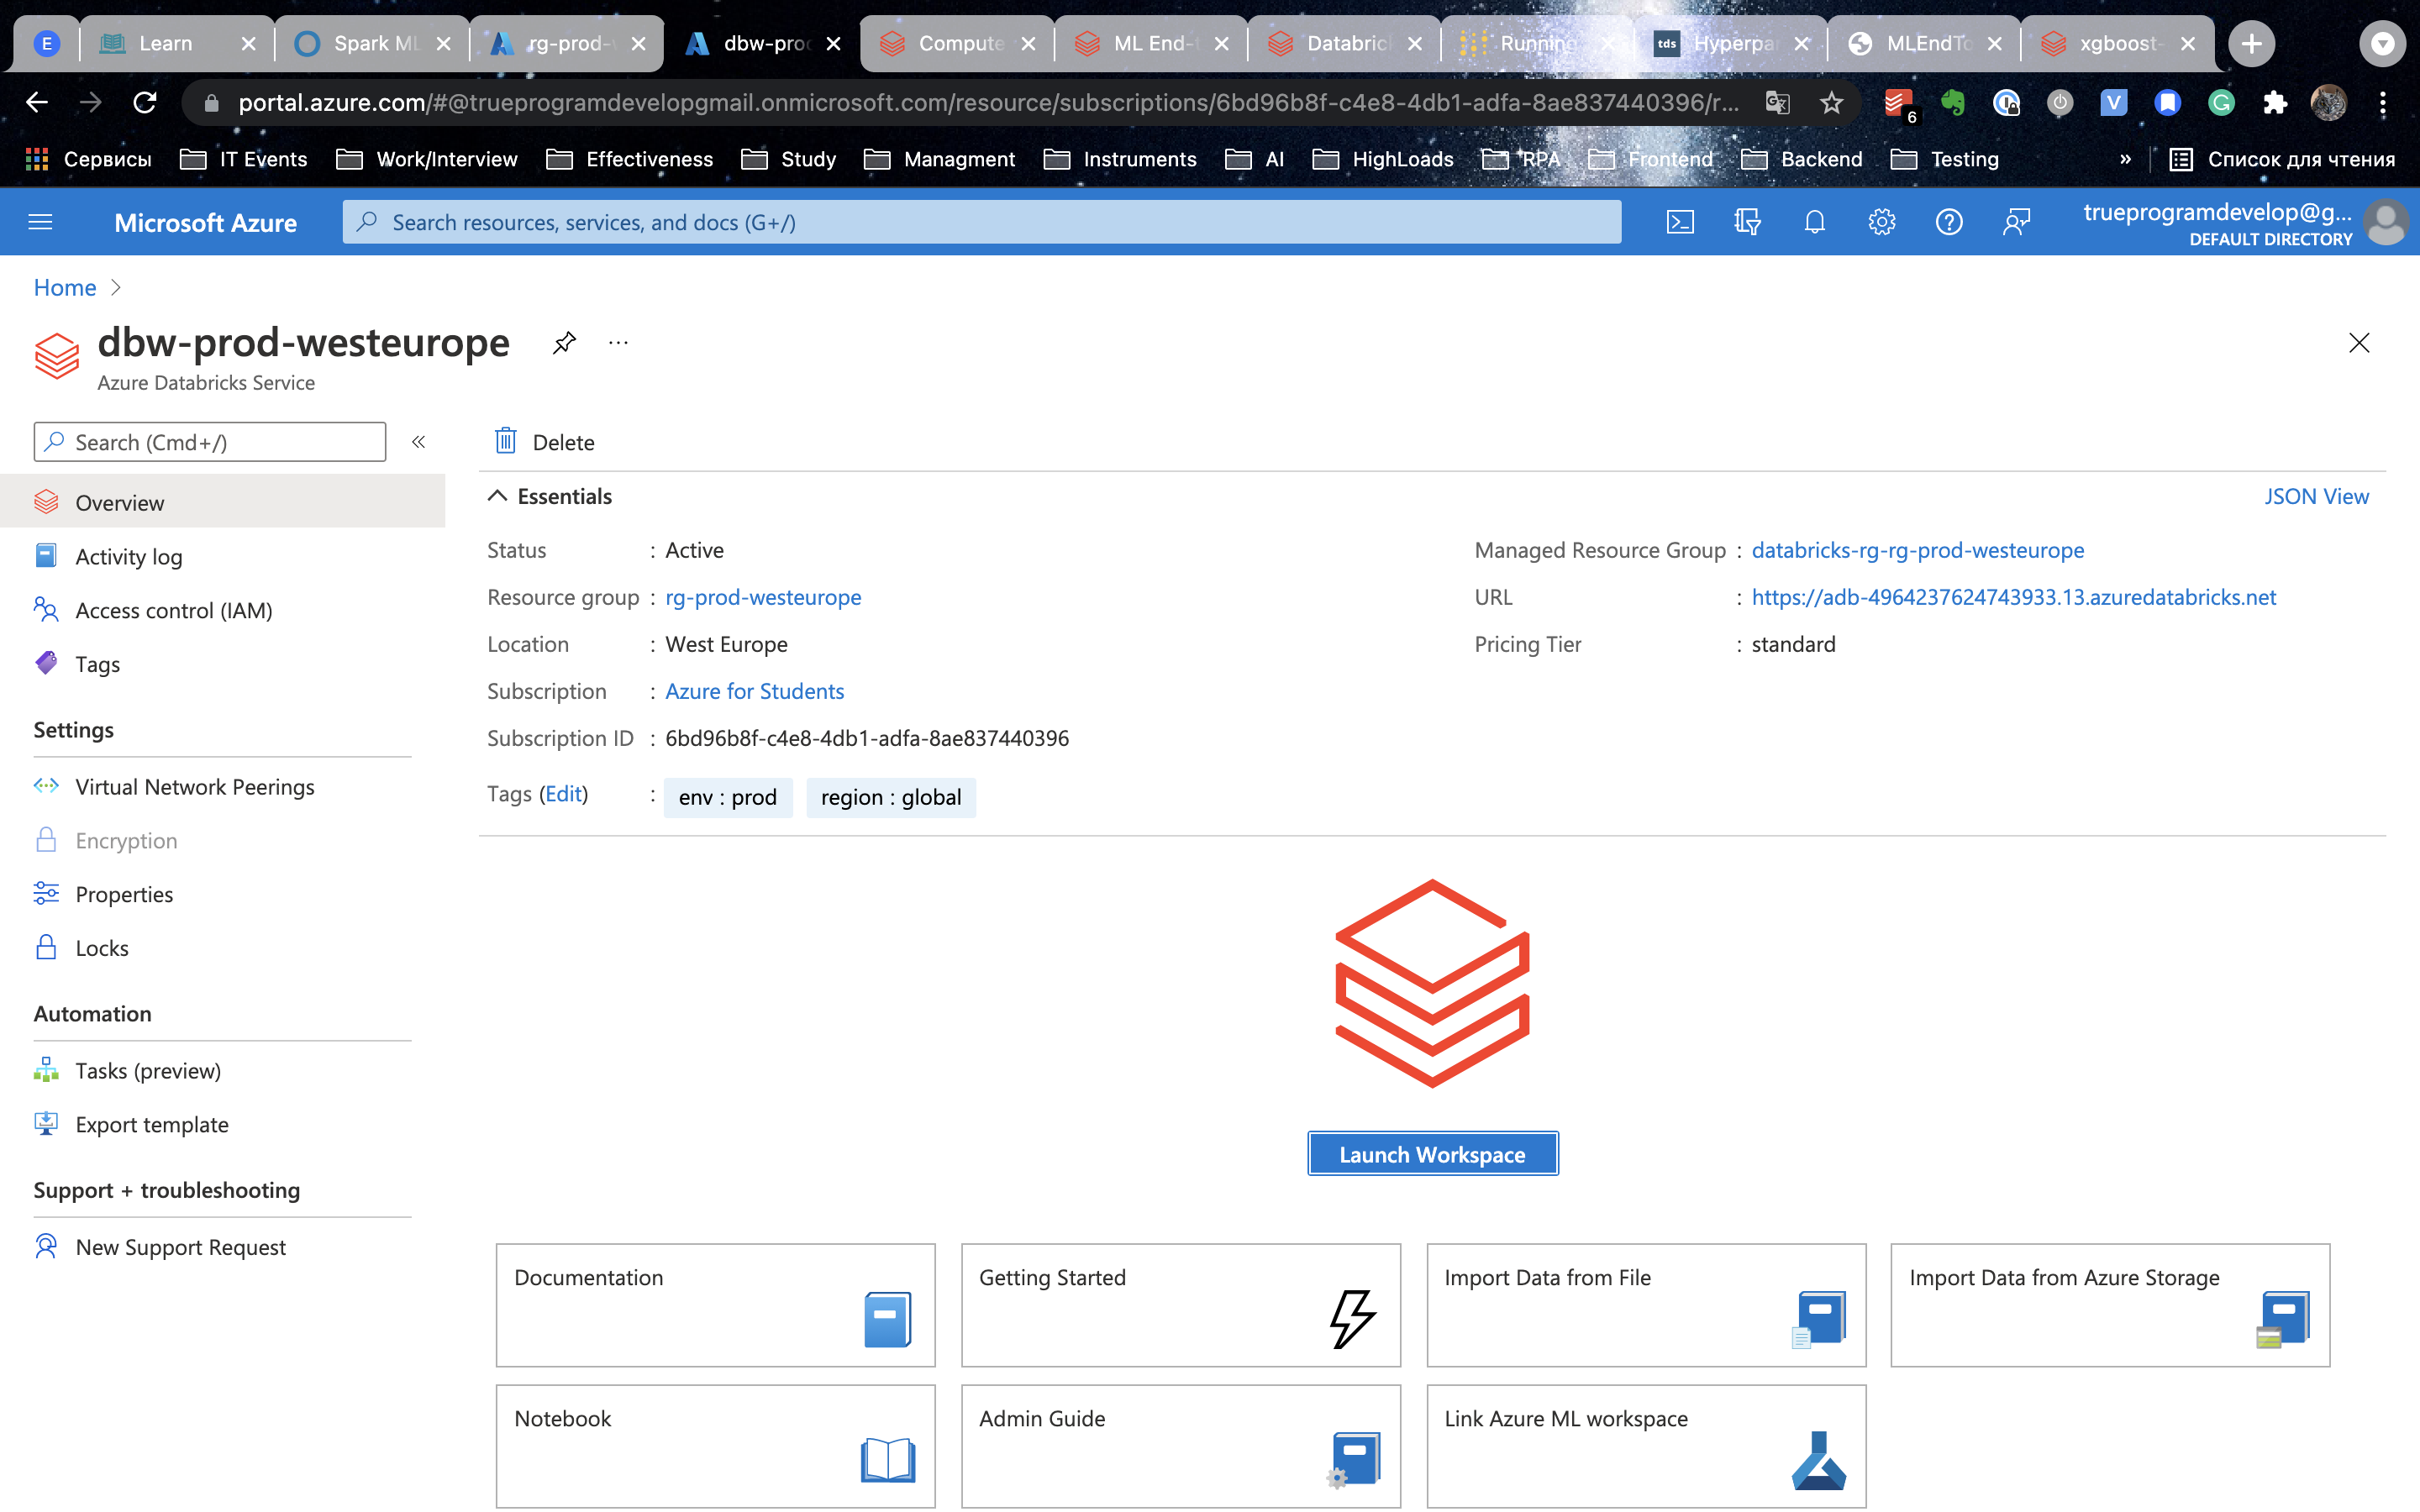 E Learn Spark ML rg-prod- dbw-prod Compute ML End- Databric Running tds Hyperpa MLEndTo xgboost-
portal.azure.com/#@trueprogramdevelopgmail.onmicrosoft.com/resource/subscriptions/6bd96b8f-c4e8-4db1-adfa-8ae837440396/r... 6
Сервисы IT Events Work/Interview Effectiveness Study Managment Instruments AI HighLoads RPA Frontend Backend Testing » Список для чтения
Microsoft Azure Search resources, services, and docs (G+/) trueprogramdevelop@g...
DEFAULT DIRECTORY
Home
dbw-prod-westeurope
Azure Databricks Service
Search (Cmd+/)
Overview
Activity log
Access control (IAM)
Tags
Settings
Virtual Network Peerings
Encryption
Properties
Locks
Automation
Tasks (preview)
Export template
Support + troubleshooting
New Support Request
Delete
Essentials
JSON View
Status : Active
Resource group : rg-prod-westeurope
Location : West Europe
Subscription : Azure for Students
Subscription ID : 6bd96b8f-c4e8-4db1-adfa-8ae837440396
Tags (Edit) : env : prod region : global
Managed Resource Group : databricks-rg-rg-prod-westeurope
URL : https://adb-4964237624743933.13.azuredatabricks.net
Pricing Tier : standard
Launch Workspace
Documentation
Getting Started
Import Data from File
Import Data from Azure Storage
Notebook
Admin Guide
Link Azure ML workspace